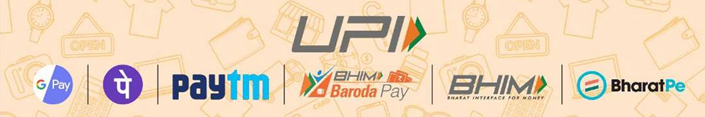 UPI
G Pay
पे
paytm
BHIM
Baroda Pay
BHIM
BHARAT INTERFACE FOR MONEY
BharatPe
OPEN
OPEN